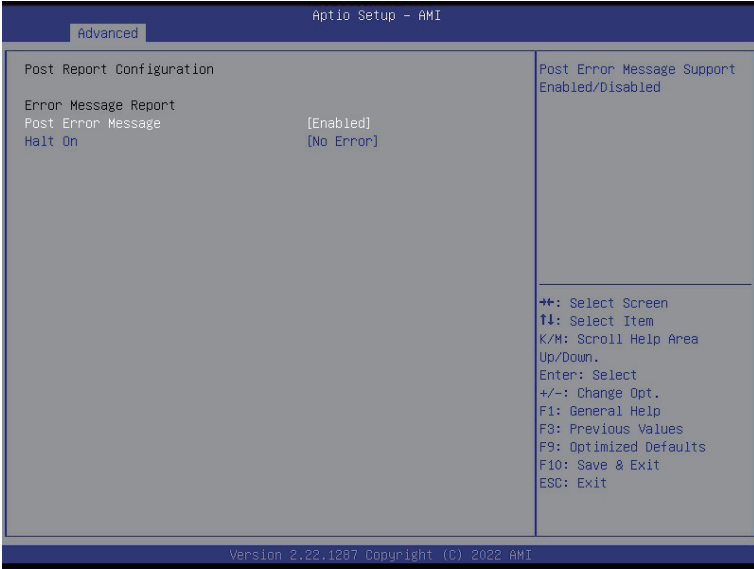 Aptio Setup – AMI
Advanced
Post Report Configuration
Error Message Report
Post Error Message [Enabled]
Halt On [No Error]
Post Error Message Support
Enabled/Disabled
→←: Select Screen
↑↓: Select Item
K/M: Scroll Help Area
Up/Down.
Enter: Select
+/-: Change Opt.
F1: General Help
F3: Previous Values
F9: Optimized Defaults
F10: Save & Exit
ESC: Exit
Version 2.22.1287 Copyright (C) 2022 AMI